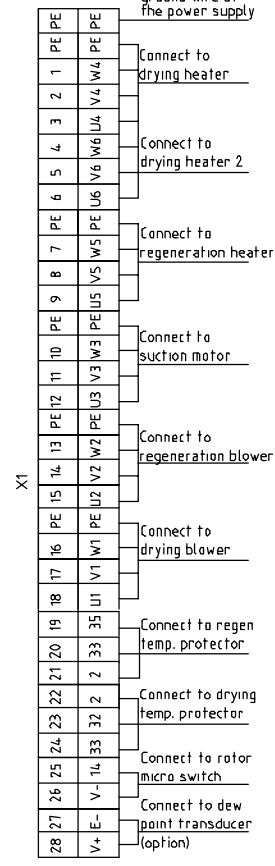 ground wire of
the power supply
PE PE
PE PE
1 W4
Connect to
drying heater
2 V4
3 U4
4 W6
Connect to
drying heater 2
5 V6
6 U6
PE PE
7 W5
Connect to
regeneration heater
8 V5
9 U5
PE PE
10 W3
Connect to
suction motor
11 V3
12 U3
PE PE
13 W2
Connect to
regeneration blower
14 V2
15 U2
X1
PE PE
16 W1
Connect to
drying blower
17 V1
18 U1
19 35
Connect to regen
temp. protector
20 33
21 2
22 2
Connect to drying
temp. protector
23 32
24 33
25 14
Connect to rotor
micro switch
26 V-
27 E-
Connect to dew
point transducer
(option)
28 V+